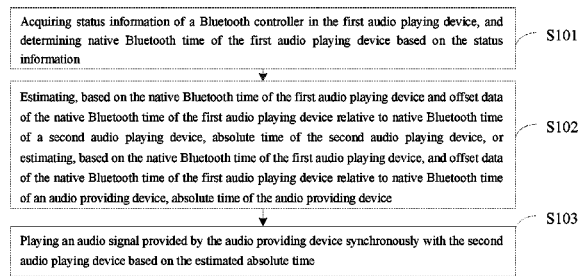 Acquiring status information of a Bluetooth controller in the first audio playing device, and
determining native Bluetooth time of the first audio playing device based on the status
information
S101
Estimating, based on the native Bluetooth time of the first audio playing device and offset data
of the native Bluetooth time of the first audio playing device relative to native Bluetooth time
of a second audio playing device, absolute time of the second audio playing device, or
estimating, based on the native Bluetooth time of the first audio playing device, and offset data
of the native Bluetooth time of the first audio playing device relative to native Bluetooth time
of an audio providing device, absolute time of the audio providing device
S102
Playing an audio signal provided by the audio providing device synchronously with the second
audio playing device based on the estimated absolute time
S103